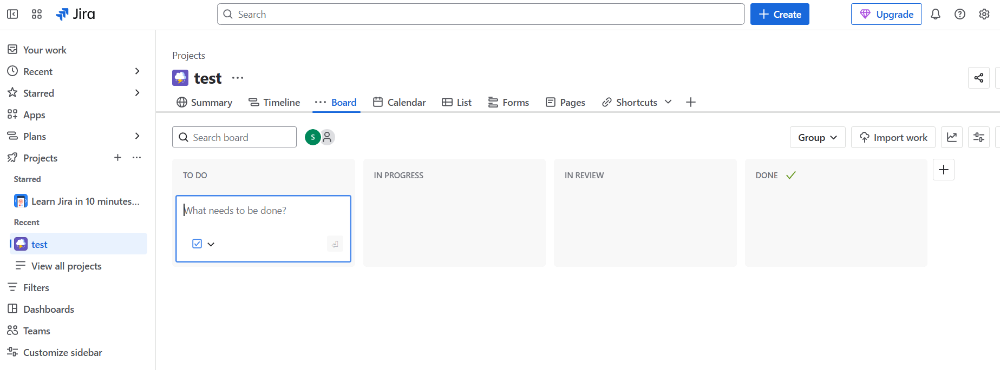 Jira
Search
Create
Upgrade
Your work
Recent
Starred
Apps
Plans
Projects
Starred
Learn Jira in 10 minutes...
Recent
test
View all projects
Filters
Dashboards
Teams
Customize sidebar
Projects
test
Summary Timeline Board Calendar List Forms Pages Shortcuts
Search board
S
Group
Import work
TO DO
What needs to be done?
IN PROGRESS
IN REVIEW
DONE